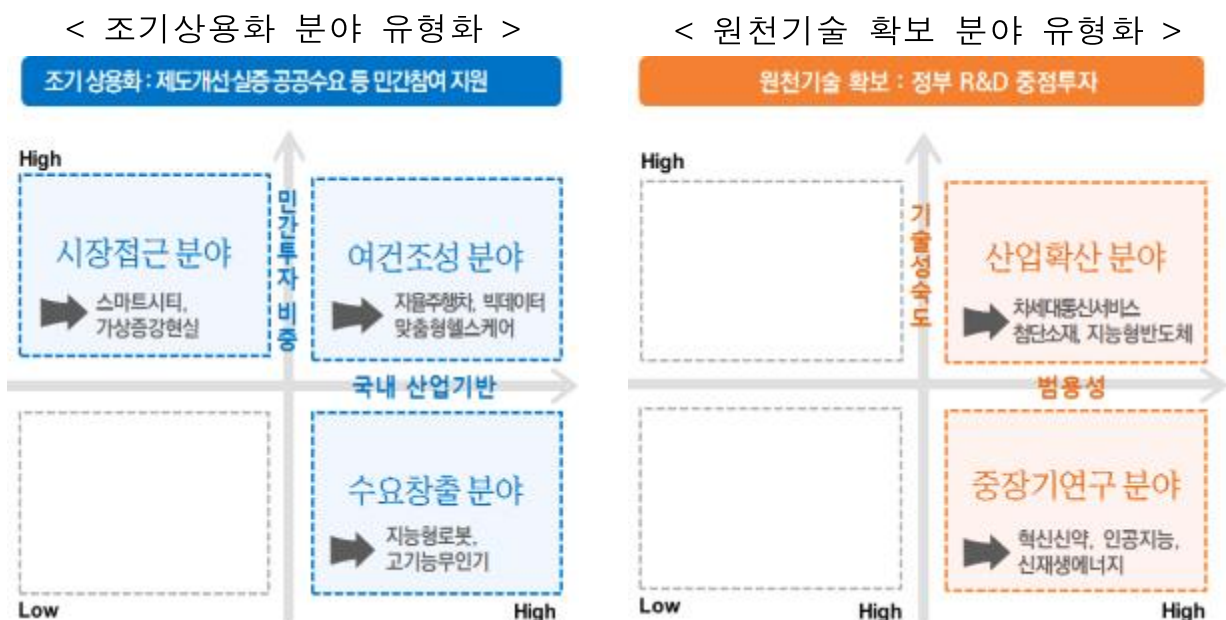 < 조기상용화 분야 유형화 >
조기 상용화 : 제도개선·실증·공공수요 등 민간참여 지원
High
민간투자 비중
시장접근 분야
스마트시티,
가상증강현실
여건조성 분야
자율주행차, 빅데이터
맞춤형헬스케어
국내 산업기반
수요창출 분야
지능형로봇,
고기능무인기
Low
High
< 원천기술 확보 분야 유형화 >
원천기술 확보 : 정부 R&D 중점투자
High
기술성숙도
산업확산 분야
차세대통신서비스
첨단소재, 지능형반도체
범용성
중장기연구 분야
혁신신약, 인공지능,
신재생에너지
Low
High
High